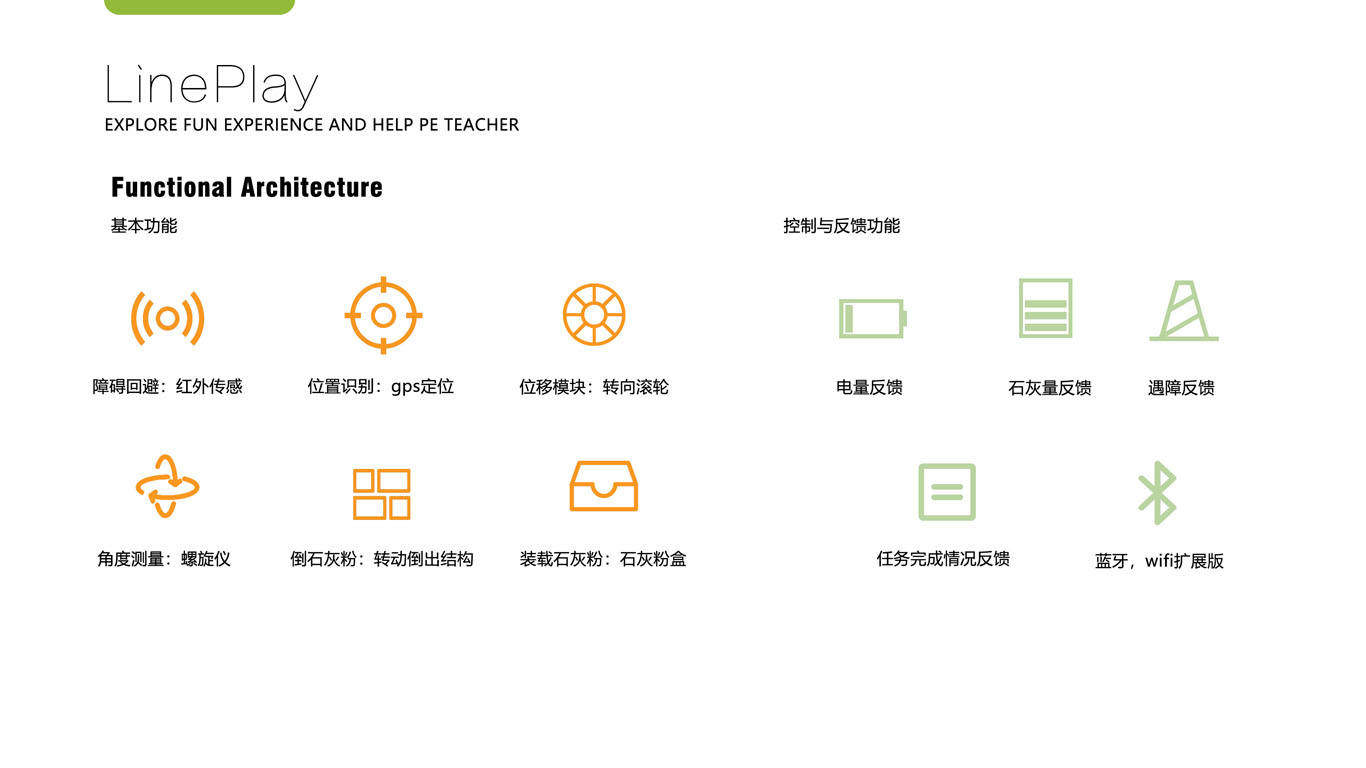 LinePlay
EXPLORE FUN EXPERIENCE AND HELP PE TEACHER
Functional Architecture
基本功能
障碍回避：红外传感
位置识别：gps定位
位移模块：转向滚轮
角度测量：螺旋仪
倒石灰粉：转动倒出结构
装载石灰粉：石灰粉盒
控制与反馈功能
电量反馈
石灰量反馈
遇障反馈
任务完成情况反馈
蓝牙，wifi扩展版